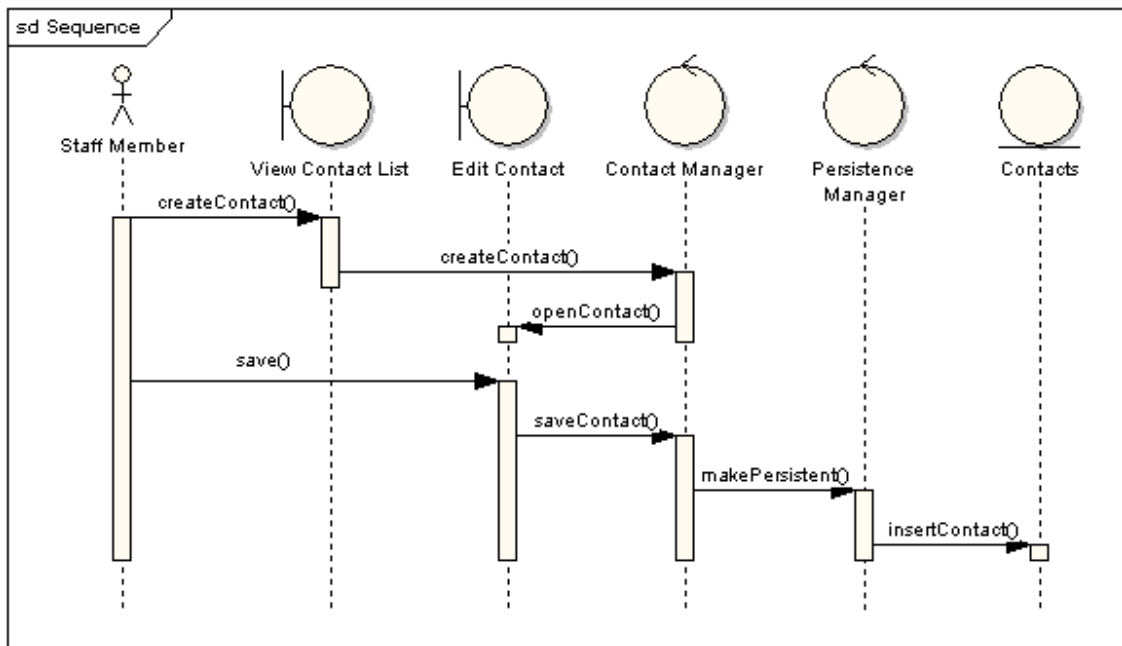 sd Sequence
Staff Member
View Contact List
Edit Contact
Contact Manager
Persistence
Manager
Contacts
createContact()
createContact()
openContact()
save()
saveContact()
makePersistent()
insertContact()